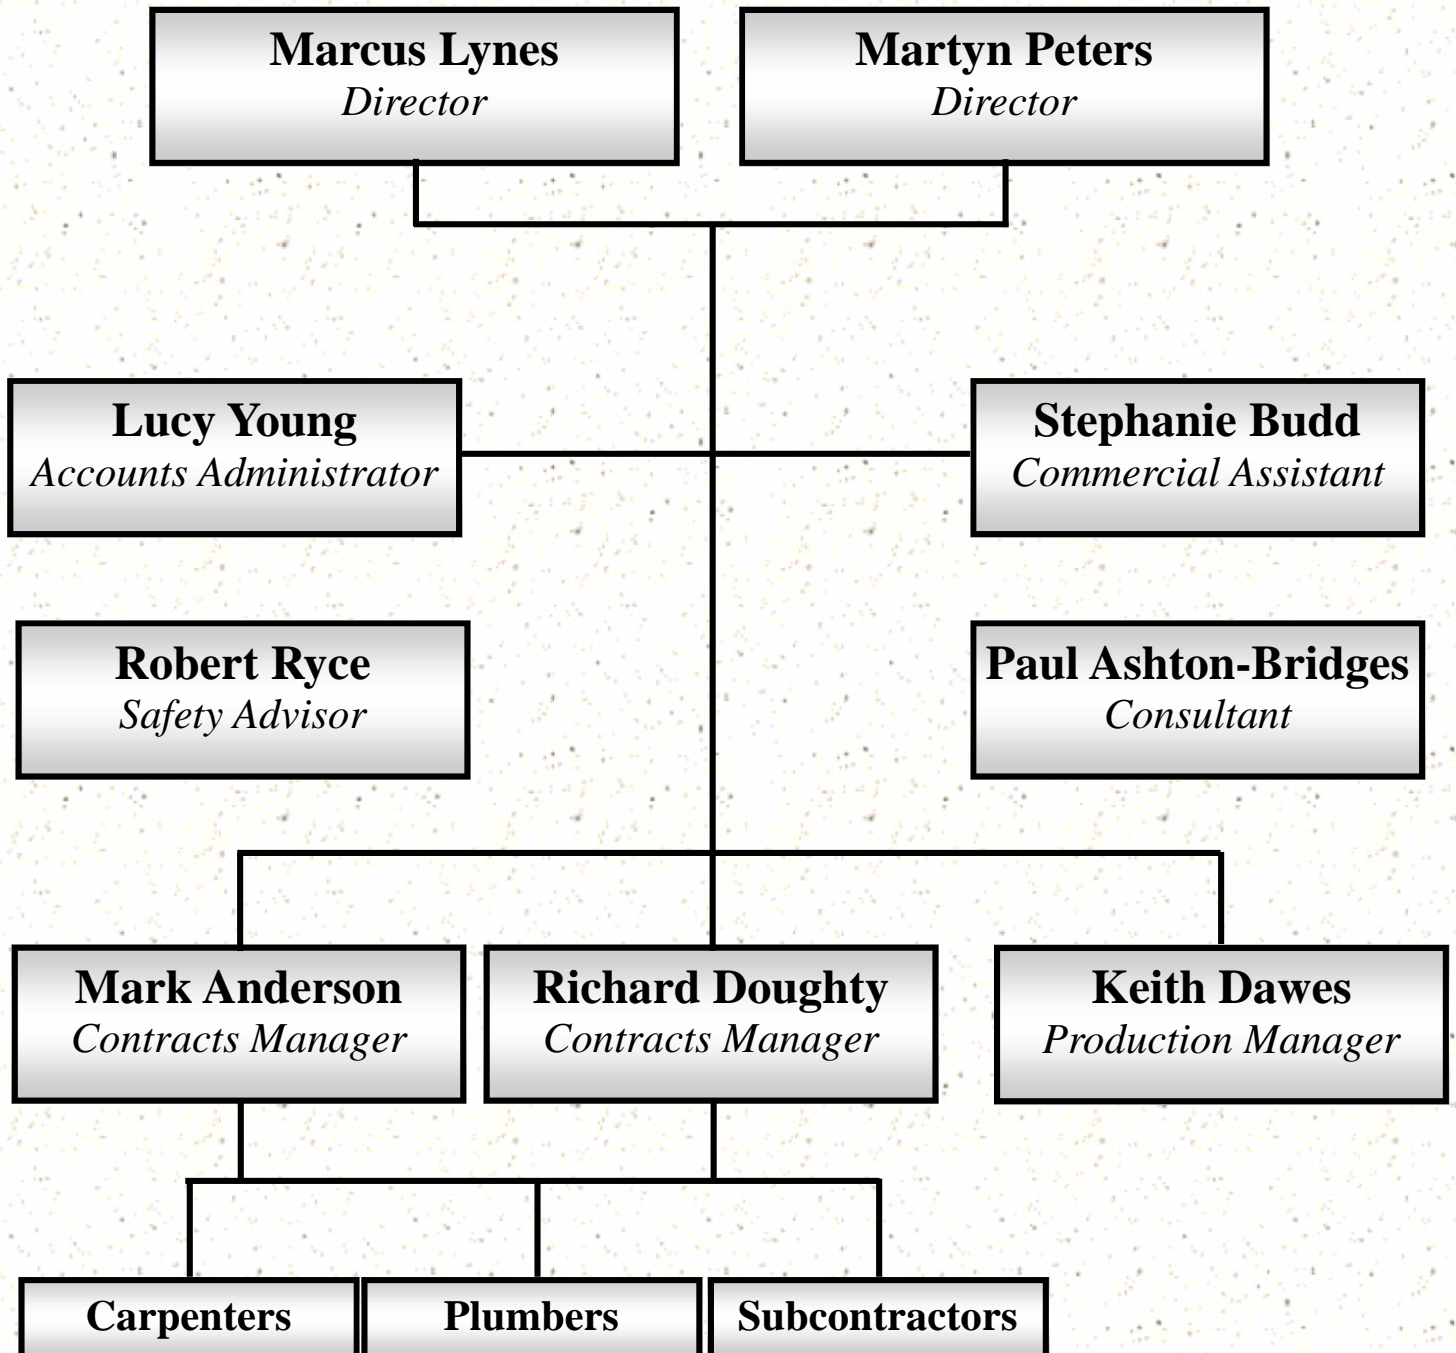 Marcus Lynes
Director
Martyn Peters
Director
Lucy Young
Accounts Administrator
Stephanie Budd
Commercial Assistant
Robert Ryce
Safety Advisor
Paul Ashton-Bridges
Consultant
Mark Anderson
Contracts Manager
Richard Doughty
Contracts Manager
Keith Dawes
Production Manager
Carpenters
Plumbers
Subcontractors